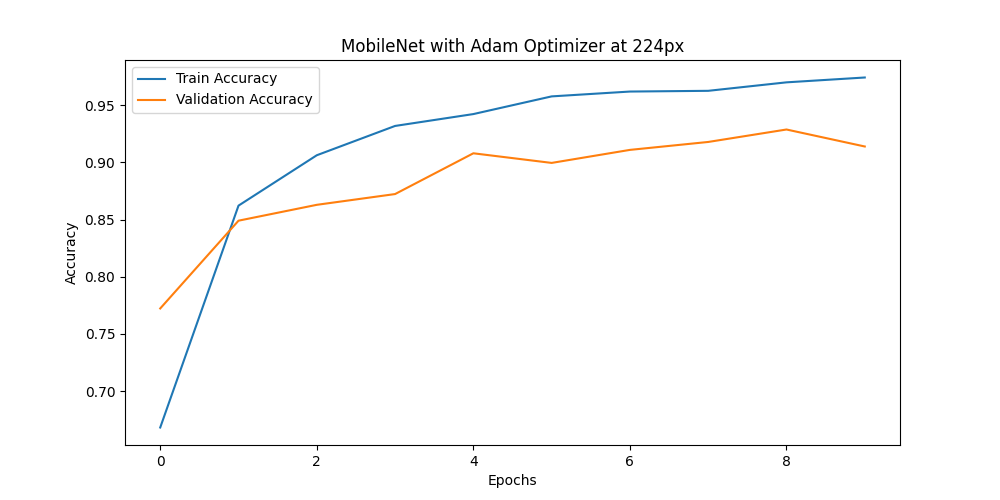 MobileNet with Adam Optimizer at 224px
Train Accuracy
Validation Accuracy
0.95
0.90
0.85
0.80
0.75
0.70
Accuracy
0 2 4 6 8
Epochs